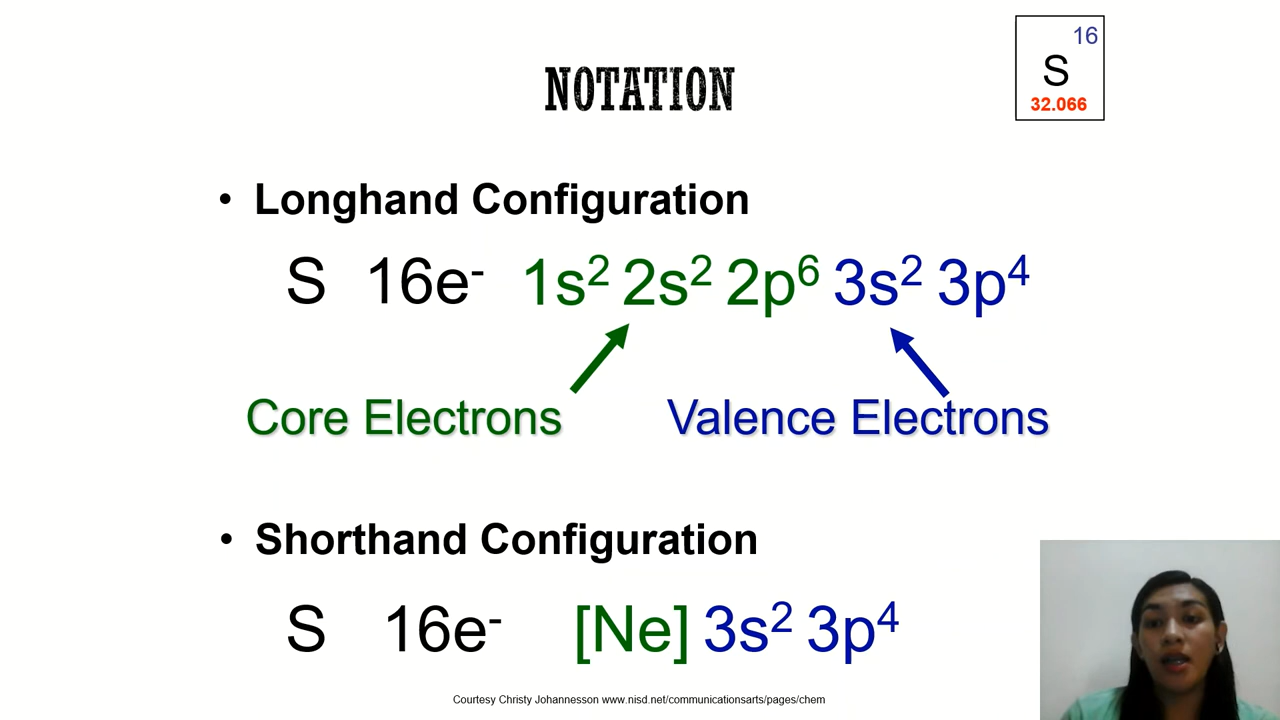 16
NOTATION
S
32.066
• Longhand Configuration
S 16e⁻ 1s² 2s² 2p⁶ 3s² 3p⁴
Core Electrons Valence Electrons
• Shorthand Configuration
S 16e⁻ [Ne] 3s² 3p⁴
Courtesy Christy Johannesson www.nisd.net/communicationsarts/pages/chem